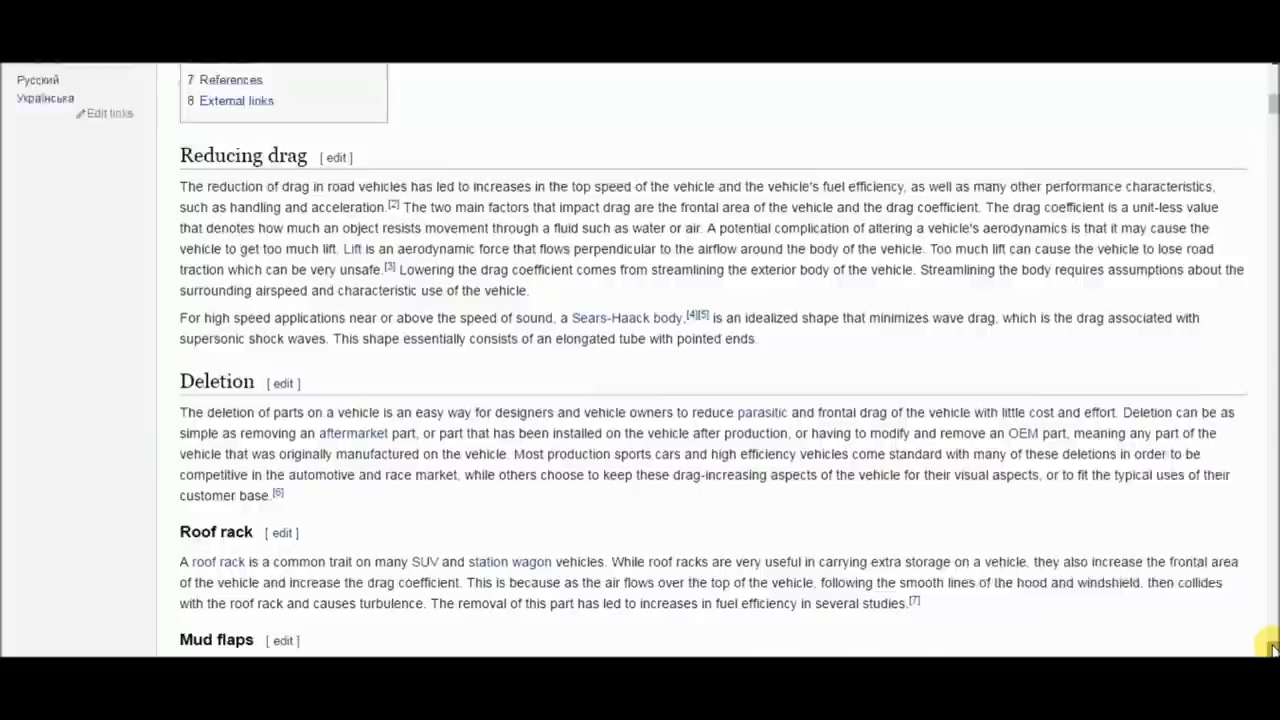 Русский
Українська
Edit links
7 References
8 External links
Reducing drag [ edit ]
The reduction of drag in road vehicles has led to increases in the top speed of the vehicle and the vehicle's fuel efficiency, as well as many other performance characteristics,
such as handling and acceleration.[2] The two main factors that impact drag are the frontal area of the vehicle and the drag coefficient. The drag coefficient is a unit-less value
that denotes how much an object resists movement through a fluid such as water or air. A potential complication of altering a vehicle's aerodynamics is that it may cause the
vehicle to get too much lift. Lift is an aerodynamic force that flows perpendicular to the airflow around the body of the vehicle. Too much lift can cause the vehicle to lose road
traction which can be very unsafe.[3] Lowering the drag coefficient comes from streamlining the exterior body of the vehicle. Streamlining the body requires assumptions about the
surrounding airspeed and characteristic use of the vehicle.
For high speed applications near or above the speed of sound, a Sears-Haack body,[4][5] is an idealized shape that minimizes wave drag, which is the drag associated with
supersonic shock waves. This shape essentially consists of an elongated tube with pointed ends.
Deletion [ edit ]
The deletion of parts on a vehicle is an easy way for designers and vehicle owners to reduce parasitic and frontal drag of the vehicle with little cost and effort. Deletion can be as
simple as removing an aftermarket part, or part that has been installed on the vehicle after production, or having to modify and remove an OEM part, meaning any part of the
vehicle that was originally manufactured on the vehicle. Most production sports cars and high efficiency vehicles come standard with many of these deletions in order to be
competitive in the automotive and race market, while others choose to keep these drag-increasing aspects of the vehicle for their visual aspects, or to fit the typical uses of their
customer base.[6]
Roof rack [ edit ]
A roof rack is a common trait on many SUV and station wagon vehicles. While roof racks are very useful in carrying extra storage on a vehicle, they also increase the frontal area
of the vehicle and increase the drag coefficient. This is because as the air flows over the top of the vehicle, following the smooth lines of the hood and windshield, then collides
with the roof rack and causes turbulence. The removal of this part has led to increases in fuel efficiency in several studies.[7]
Mud flaps [ edit ]